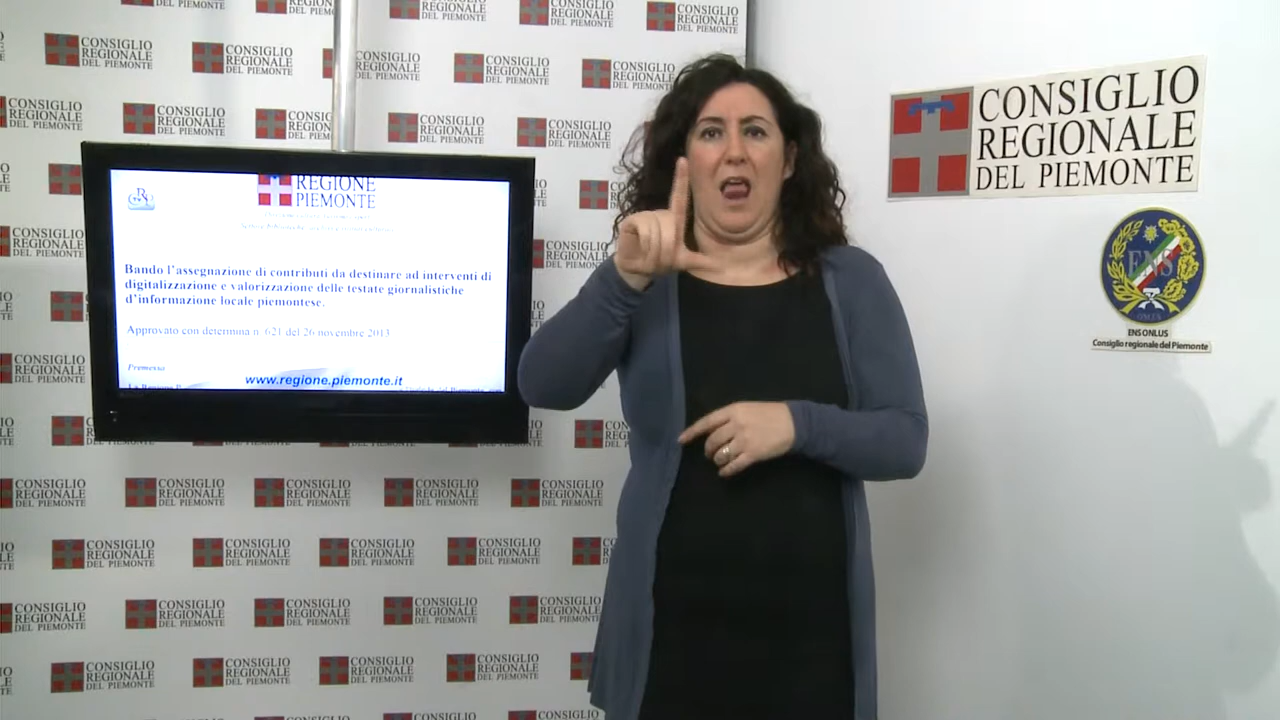 REGIONE
PIEMONTE
Bando l'assegnazione di contributi da destinare ad interventi di
digitalizzazione e valorizzazione delle testate giornalistiche
d'informazione locale piemontese.
Approvato con determina n. 621 del 26 novembre 2013
Premessa
www.regione.piemonte.it
CONSIGLIO
REGIONALE
DEL PIEMONTE
ENS
ENS ONLUS
Consiglio regionale del Piemonte